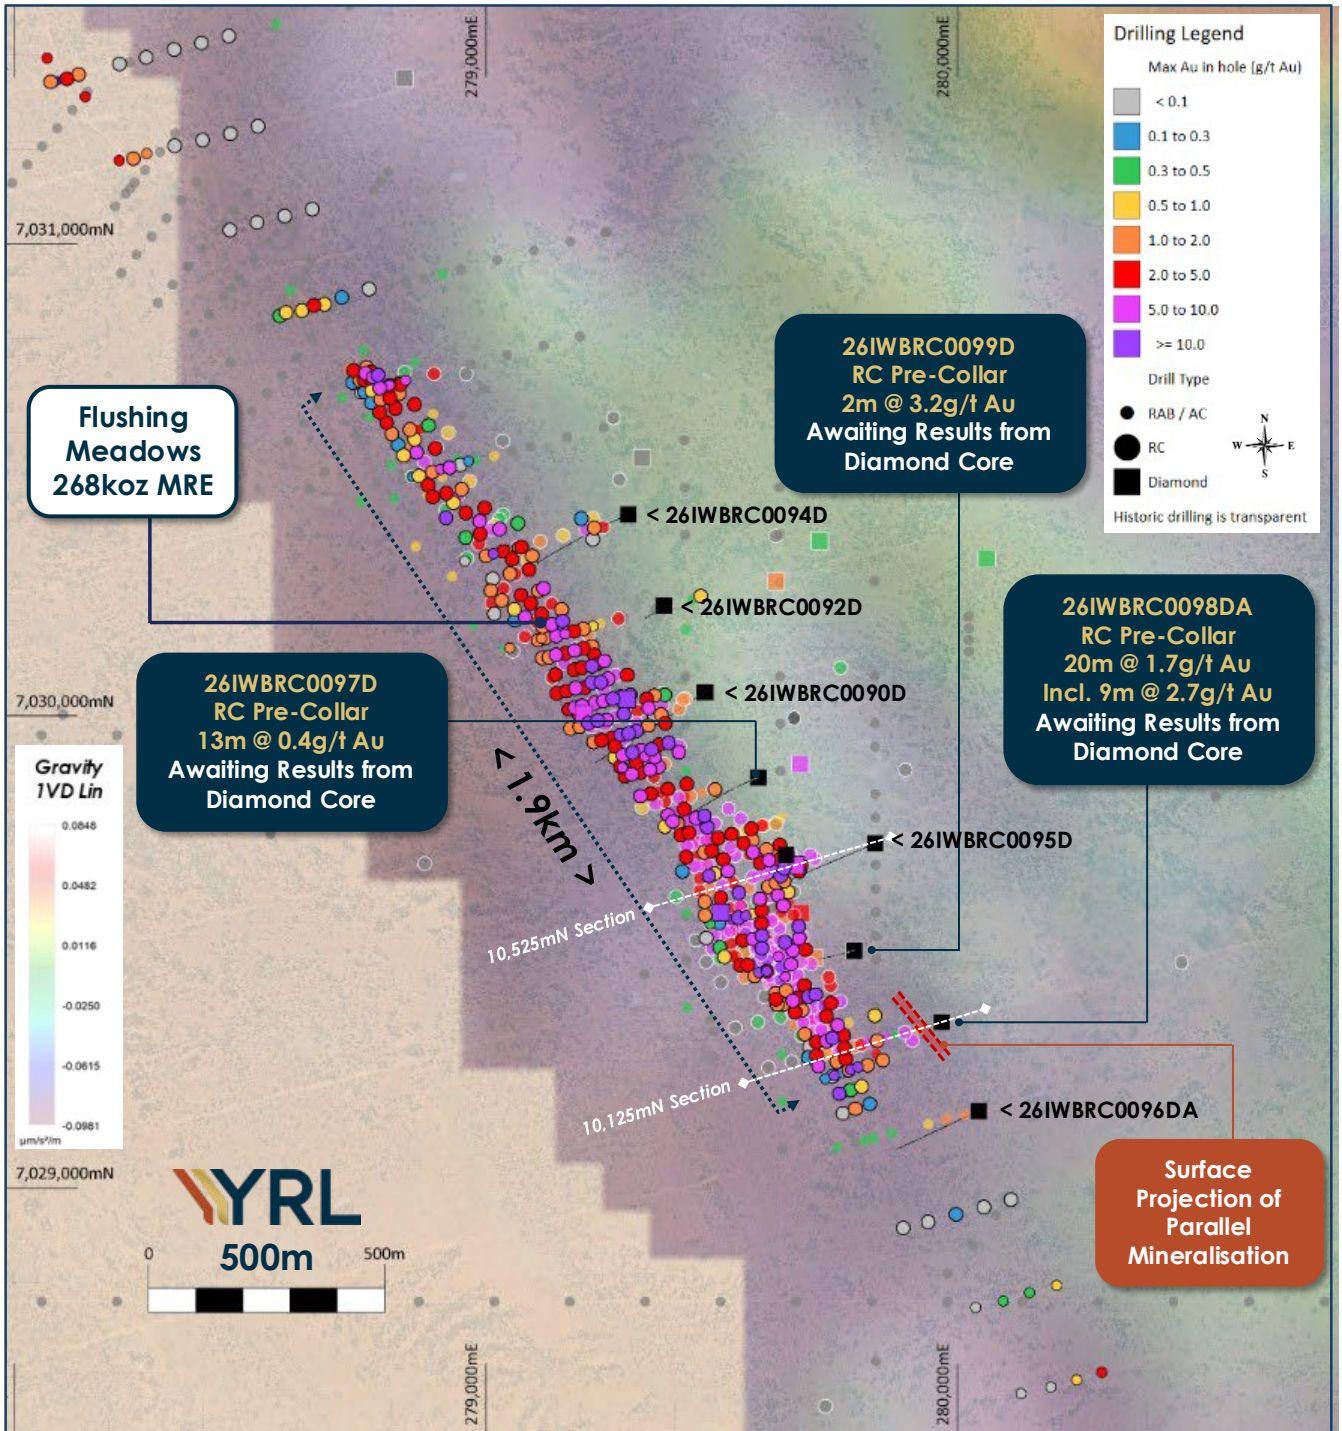 279,000mE
280,000mE
Drilling Legend
Max Au in hole (g/t Au)
< 0.1
0.1 to 0.3
0.3 to 0.5
0.5 to 1.0
1.0 to 2.0
2.0 to 5.0
5.0 to 10.0
>= 10.0
Drill Type
RAB / AC
RC
Diamond
N
W
E
S
Historic drilling is transparent
7,031,000mN
26IWBRC0099D
RC Pre-Collar
2m @ 3.2g/t Au
Awaiting Results from
Diamond Core
Flushing
Meadows
268koz MRE
< 26IWBRC0094D
< 26IWBRC0092D
26IWBRC0098DA
RC Pre-Collar
20m @ 1.7g/t Au
Incl. 9m @ 2.7g/t Au
Awaiting Results from
Diamond Core
26IWBRC0097D
RC Pre-Collar
13m @ 0.4g/t Au
Awaiting Results from
Diamond Core
< 26IWBRC0090D
7,030,000mN
< 1.9km >
Gravity
1VD Lin
0.0848
0.0482
0.0116
-0.0250
-0.0615
-0.0981
µm/s²/m
< 26IWBRC0095D
10,525mN Section
10,125mN Section
< 26IWBRC0096DA
7,029,000mN
Surface
Projection of
Parallel
Mineralisation
YRL
500m
0
500m
279,000mE
280,000mE